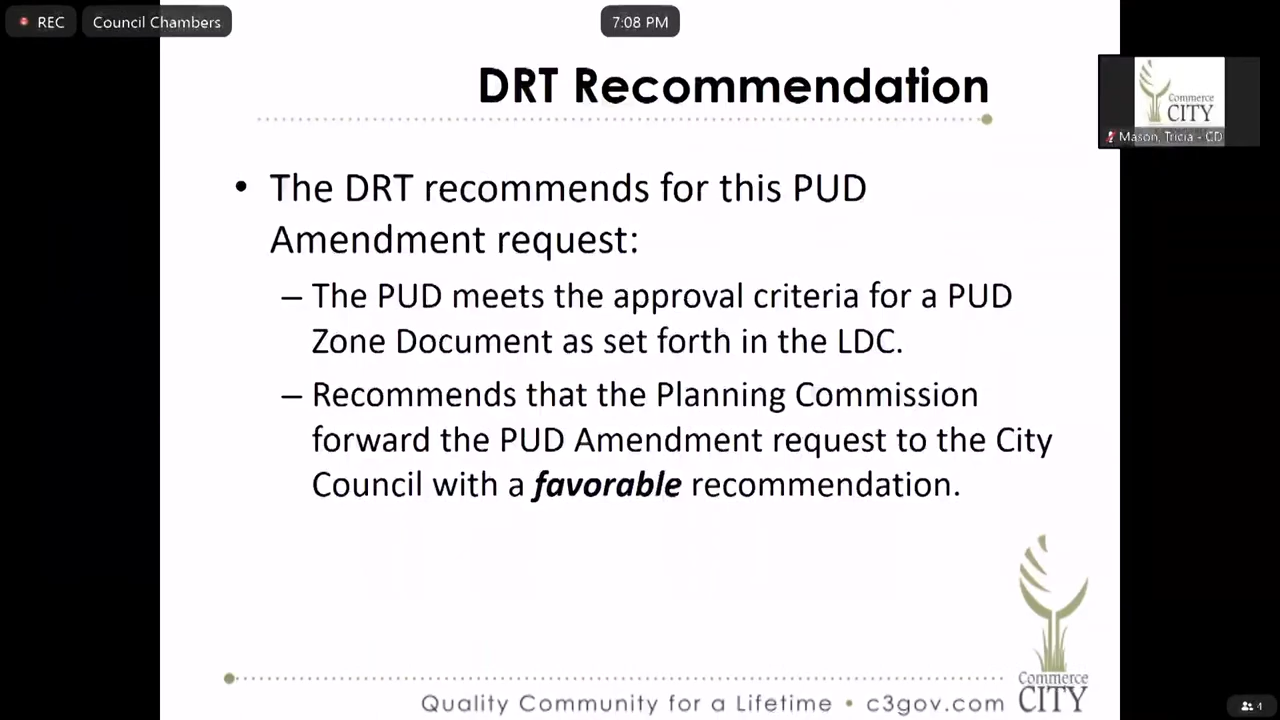 REC
Council Chambers
7:08 PM
DRT Recommendation
Commerce
CITY
Mason, Tricia - CD
• The DRT recommends for this PUD
Amendment request:
– The PUD meets the approval criteria for a PUD
Zone Document as set forth in the LDC.
– Recommends that the Planning Commission
forward the PUD Amendment request to the City
Council with a favorable recommendation.
Commerce
CITY
Quality Community for a Lifetime • c3gov.com
4